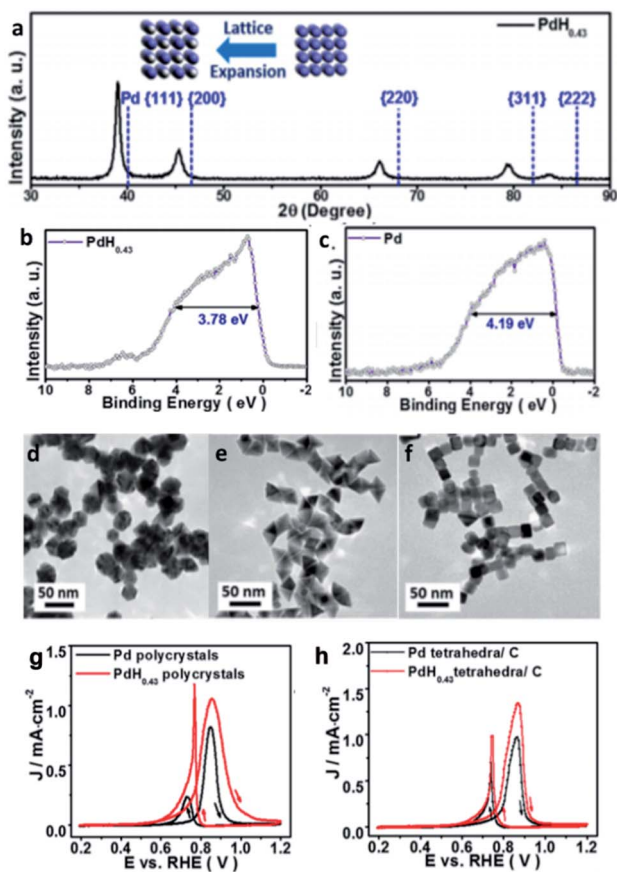 a
Lattice
Expansion
PdH0.43
Pd {111} {200}
{220}
{311} {222}
Intensity (a. u.)
30 40 50 60 70 80 90
2θ (Degree)
b
PdH0.43
Intensity (a. u.)
3.78 eV
10 8 6 4 2 0 -2
Binding Energy ( eV )
c.
Pd
Intensity (a. u.)
4.19 eV
10 8 6 4 2 0 -2
Binding Energy ( eV )
d
50 nm
e
50 nm
f
50 nm
g
Pd polycrystals
PdH0.43 polycrystals
J / mA·cm-2
1.5
1.0
0.5
0.0
0.2 0.4 0.6 0.8 1.0 1.2
E vs. RHE ( V )
h
Pd tetrahedra/ C
PdH0.43 tetrahedra/ C
J / mA·cm-2
2.0
1.5
1.0
0.5
0.0
0.2 0.4 0.6 0.8 1.0 1.2
E vs. RHE ( V )